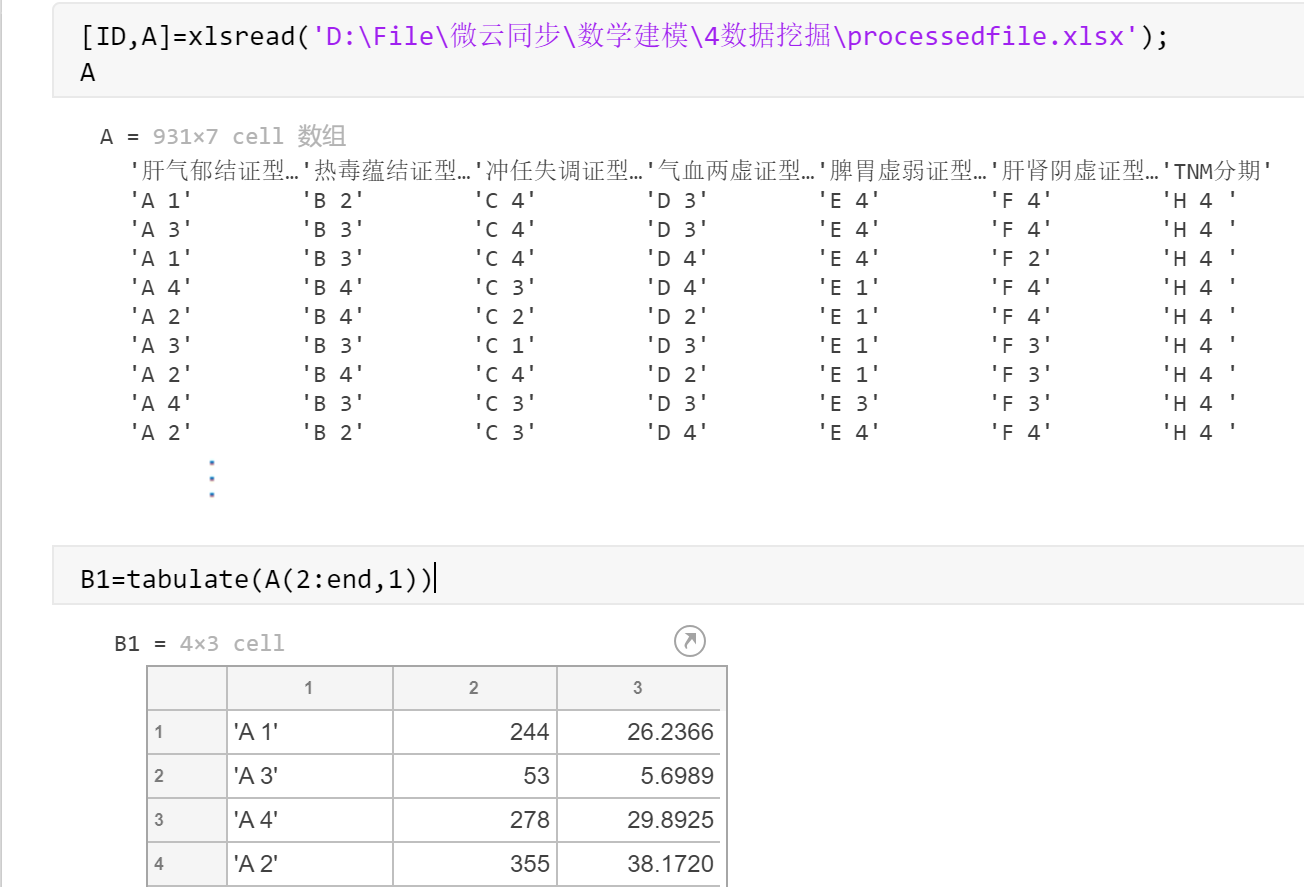 [ID,A]=xlsread('D:\File\微云同步\数学建模\4数据挖掘\processedfile.xlsx');
A
A = 931×7 cell 数组
'肝气郁结证型…'热毒蕴结证型…'冲任失调证型…'气血两虚证型…'脾胃虚弱证型…'肝肾阴虚证型…'TNM分期'
'A 1' 'B 2' 'C 4' 'D 3' 'E 4' 'F 4' 'H 4 '
'A 3' 'B 3' 'C 4' 'D 3' 'E 4' 'F 4' 'H 4 '
'A 1' 'B 3' 'C 4' 'D 4' 'E 4' 'F 2' 'H 4 '
'A 4' 'B 4' 'C 3' 'D 4' 'E 1' 'F 4' 'H 4 '
'A 2' 'B 4' 'C 2' 'D 2' 'E 1' 'F 4' 'H 4 '
'A 3' 'B 3' 'C 1' 'D 3' 'E 1' 'F 3' 'H 4 '
'A 2' 'B 4' 'C 4' 'D 2' 'E 1' 'F 3' 'H 4 '
'A 4' 'B 3' 'C 3' 'D 3' 'E 3' 'F 3' 'H 4 '
'A 2' 'B 2' 'C 3' 'D 4' 'E 4' 'F 4' 'H 4 '
B1=tabulate(A(2:end,1))
B1 = 4×3 cell
1 2 3
1 'A 1' 244 26.2366
2 'A 3' 53 5.6989
3 'A 4' 278 29.8925
4 'A 2' 355 38.1720